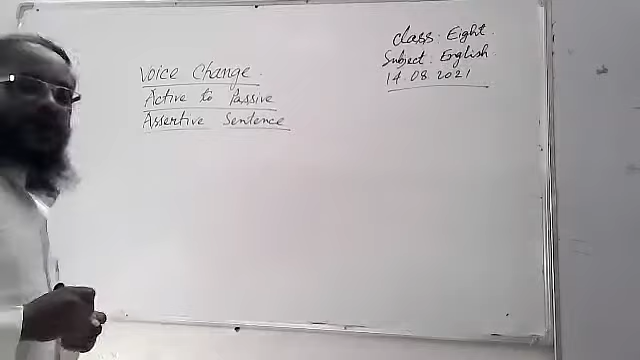 Voice Change.
Active to Passive
Assertive Sentence
Class: Eight.
Subject: English
14.08.2021